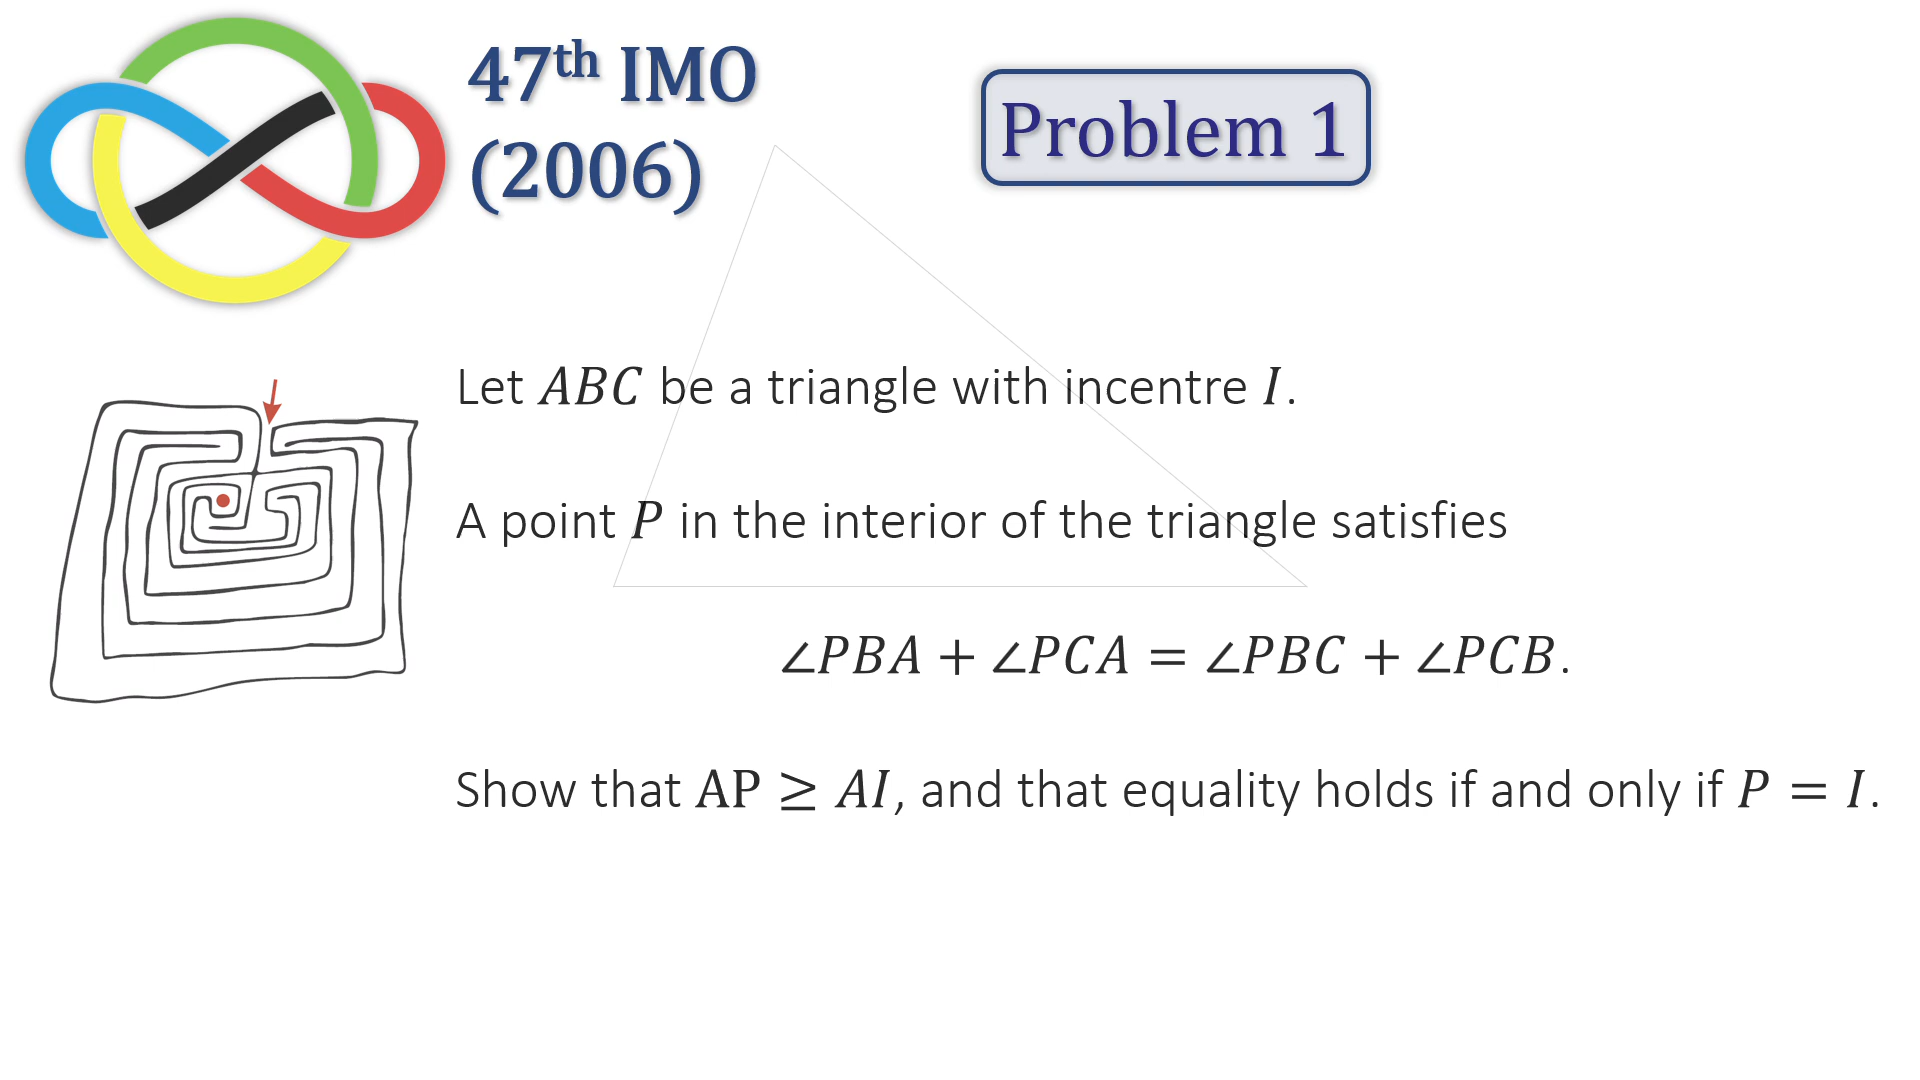 47th IMO
(2006)
Problem 1
Let ABC be a triangle with incentre I.
A point P in the interior of the triangle satisfies
∠PBA + ∠PCA = ∠PBC + ∠PCB.
Show that AP ≥ AI, and that equality holds if and only if P = I.